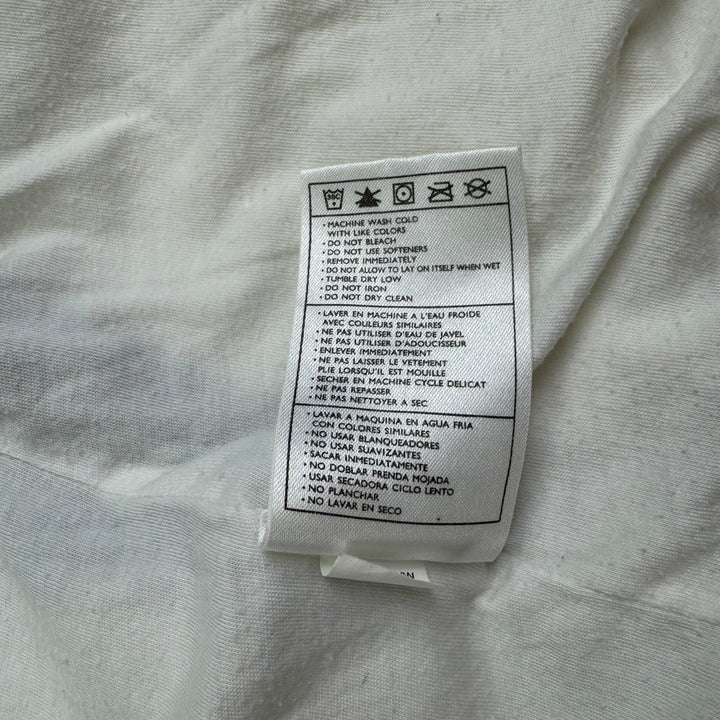 30C
• MACHINE WASH COLD
WITH LIKE COLORS
• DO NOT BLEACH
• DO NOT USE SOFTENERS
• REMOVE IMMEDIATELY
• DO NOT ALLOW TO LAY ON ITSELF WHEN WET
• TUMBLE DRY LOW
• DO NOT IRON
• DO NOT DRY CLEAN
• LAVER EN MACHINE A L'EAU FROIDE
AVEC COULEURS SIMILAIRES
• NE PAS UTILISER D'EAU DE JAVEL
• NE PAS UTILISER D'ADOUCISSEUR
• ENLEVER IMMEDIATEMENT
• NE PAS LAISSER LE VETEMENT
PLIE LORSQU'IL EST MOUILLE
• SECHER EN MACHINE CYCLE DELICAT
• NE PAS REPASSER
• NE PAS NETTOYER A SEC
• LAVAR A MAQUINA EN AGUA FRIA
CON COLORES SIMILARES
• NO USAR BLANQUEADORES
• NO USAR SUAVIZANTES
• SACAR INMEDIATAMENTE
• NO DOBLAR PRENDA MOJADA
• USAR SECADORA CICLO LENTO
• NO PLANCHAR
• NO LAVAR EN SECO